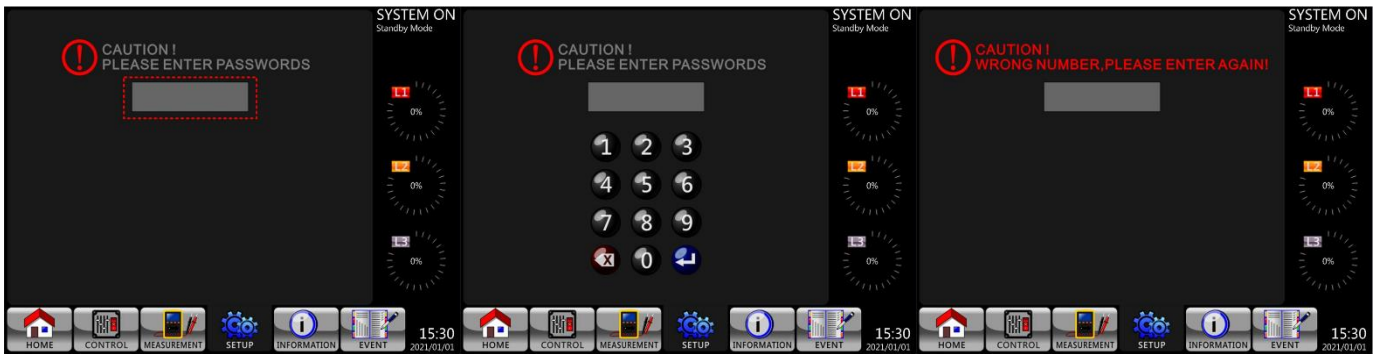 SYSTEM ON
Standby Mode
CAUTION !
PLEASE ENTER PASSWORDS
L1
0%
L2
0%
L3
0%
HOME
CONTROL
MEASUREMENT
SETUP
INFORMATION
EVENT
15:30
2021/01/01
SYSTEM ON
Standby Mode
CAUTION !
PLEASE ENTER PASSWORDS
1 2 3
4 5 6
7 8 9
0
L1
0%
L2
0%
L3
0%
HOME
CONTROL
MEASUREMENT
SETUP
INFORMATION
EVENT
15:30
2021/01/01
SYSTEM ON
Standby Mode
CAUTION !
WRONG NUMBER,PLEASE ENTER AGAIN!
L1
0%
L2
0%
L3
0%
HOME
CONTROL
MEASUREMENT
SETUP
INFORMATION
EVENT
15:30
2021/01/01